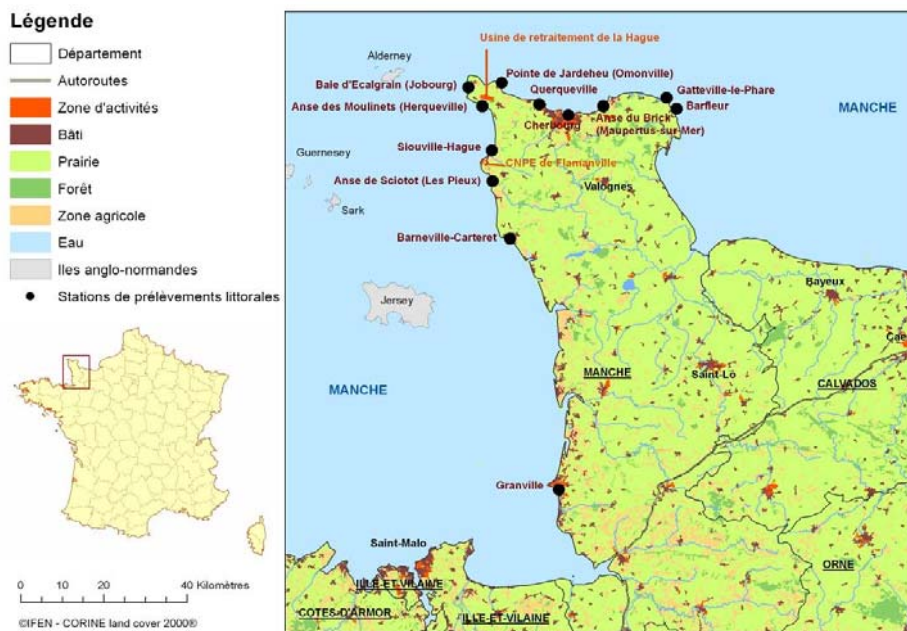 Légende
Département
Autoroutes
Zone d'activités
Bâti
Prairie
Forêt
Zone agricole
Eau
Iles anglo-normandes
Stations de prélèvements littorales
0 10 20 40 Kilomètres
©IFEN - CORINE land cover 2000®
Usine de retraitement de la Hague
Alderney
Pointe de Jardeheu (Omonville)
Baie d'Ecalgrain (Jobourg)
Querqueville
Gatteville-le-Phare
MANCHE
Anse des Moulinets (Herqueville)
Barfleur
Cherbourg
Anse du Brick
(Maupertus-sur-Mer)
Siouville-Hague
Guernesey
CNPE de Flamanville
Anse de Sciotot (Les Pieux)
Valognes
Sark
Barneville-Carteret
Jersey
Bayeux
Cae
MANCHE
MANCHE
Saint-Lô
CALVADOS
Granville
Saint-Malo
ORNE
ILLE-ET-VILAINE
COTES-D'ARMOR
ILLE-ET-VILAINE